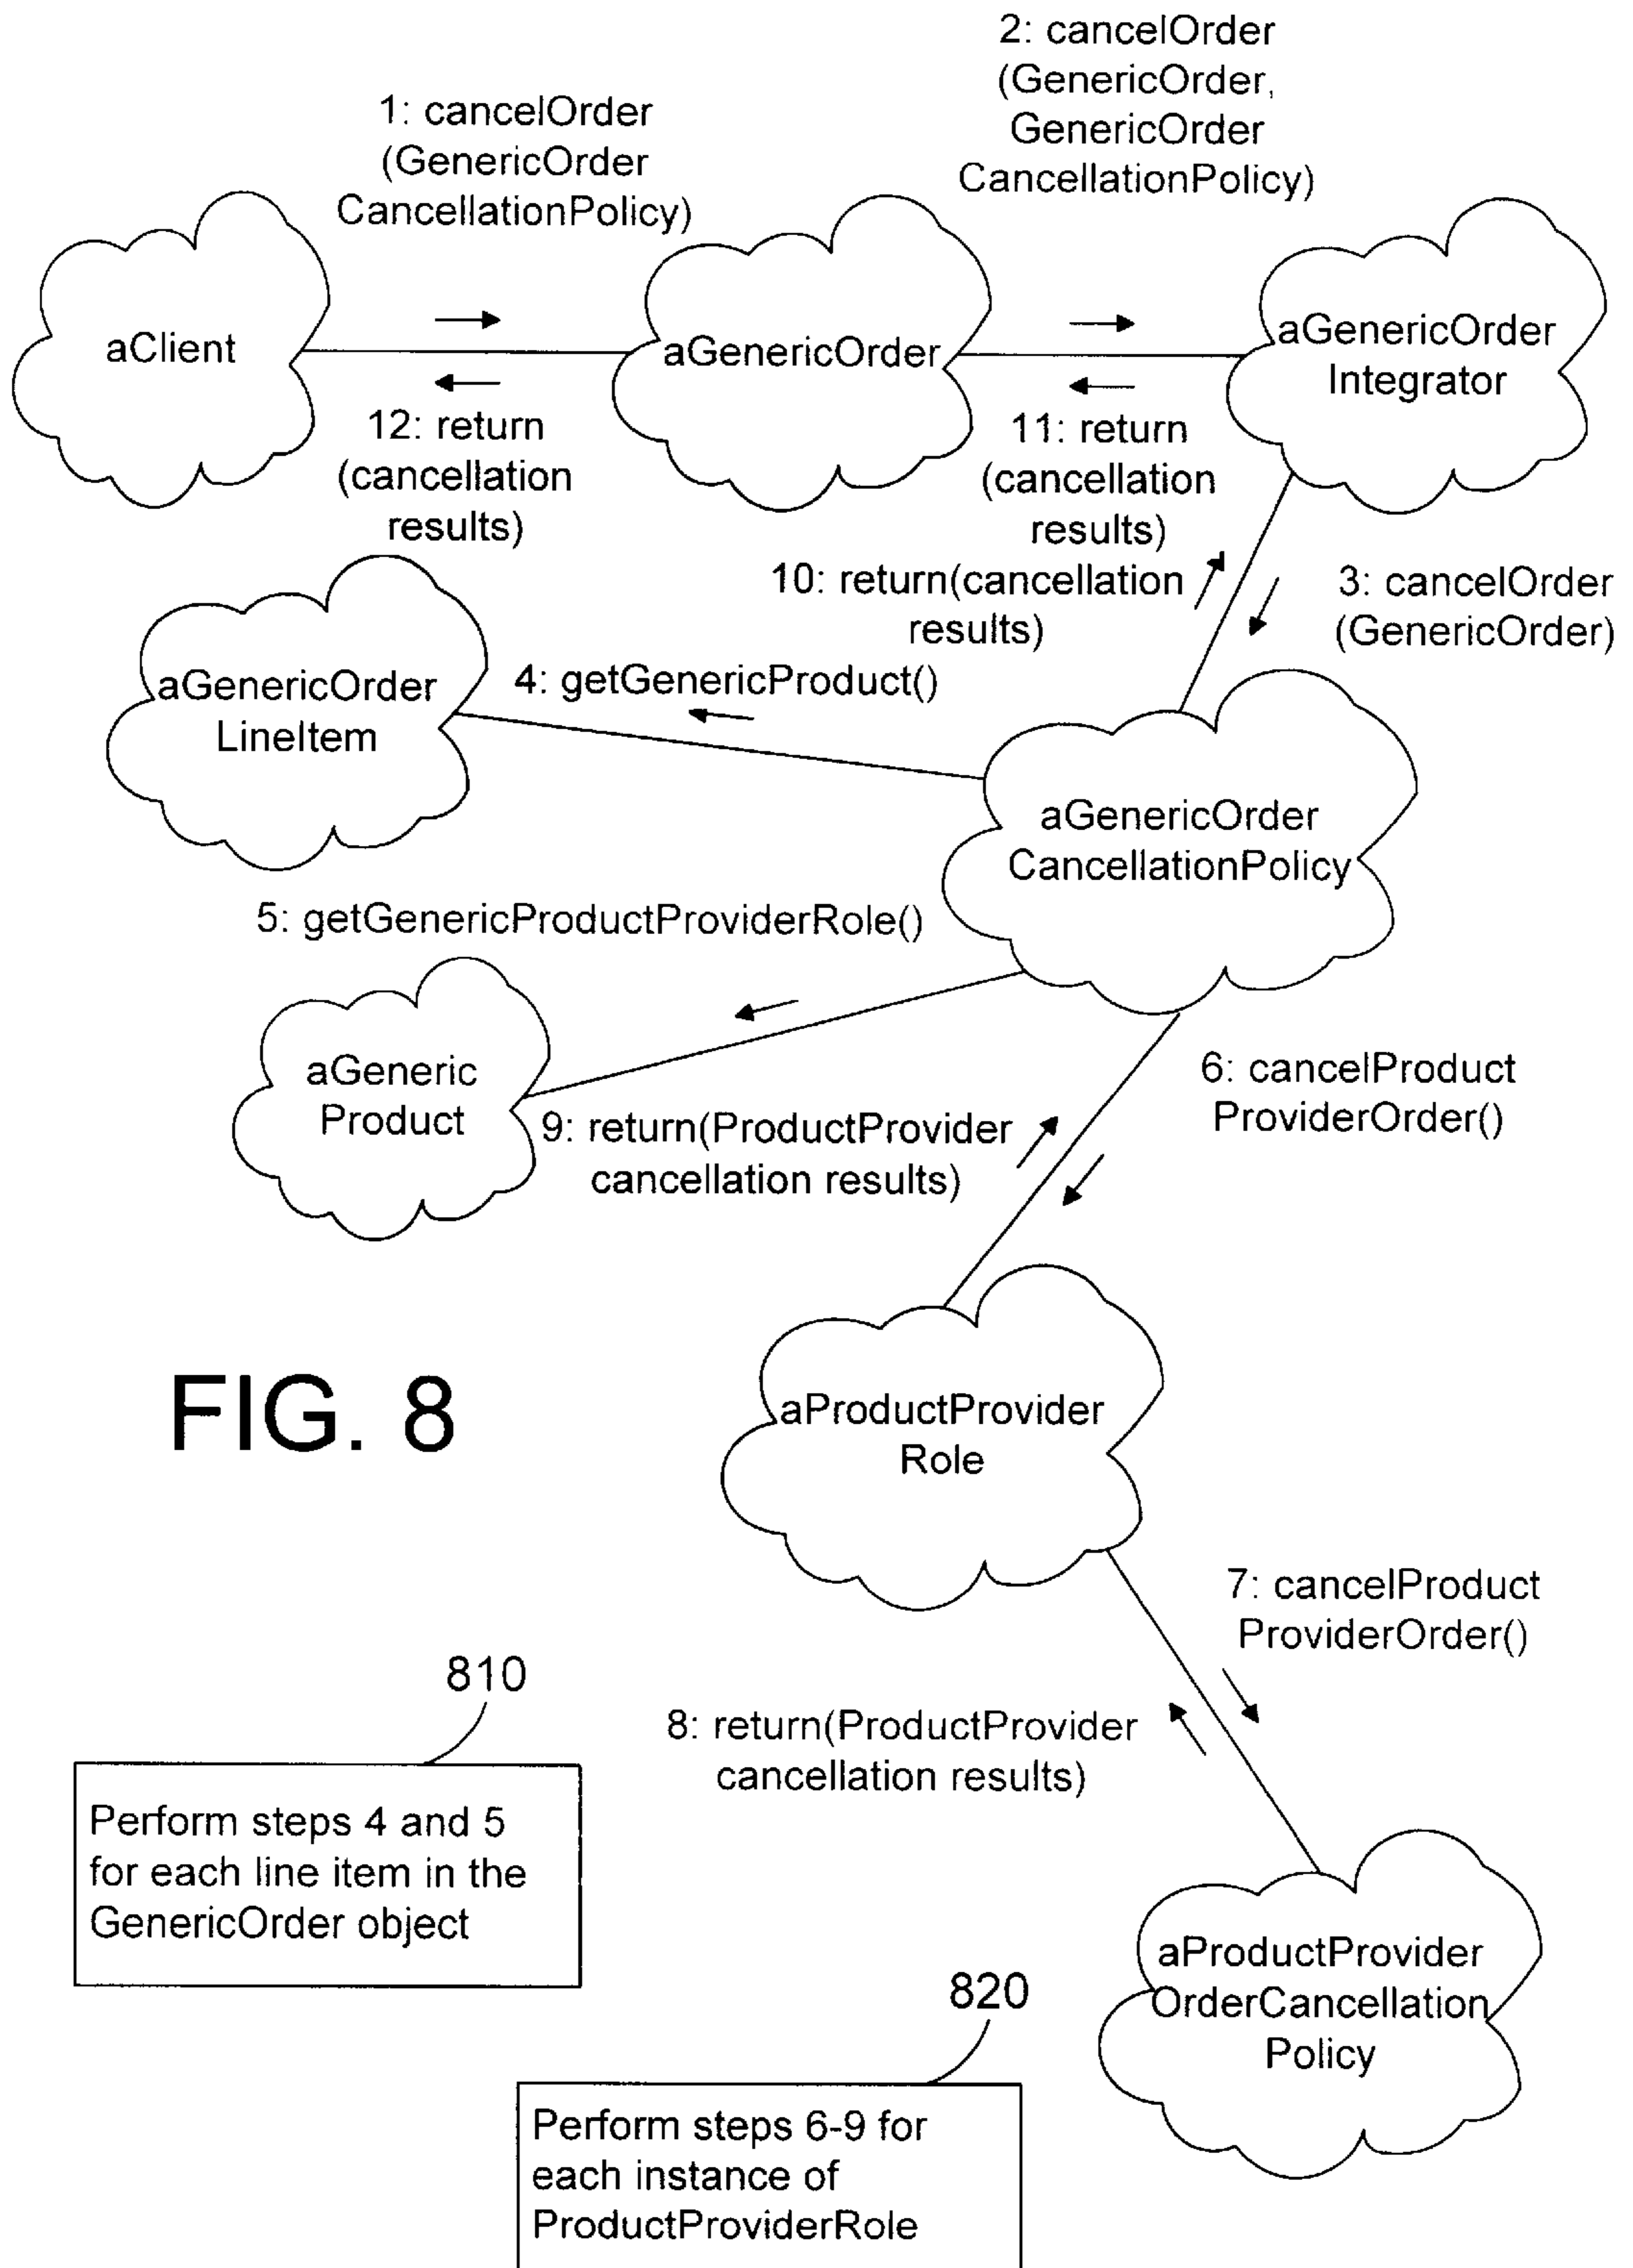 2: cancelOrder
(GenericOrder,
GenericOrder
CancellationPolicy)
1: cancelOrder
(GenericOrder
CancellationPolicy)
aClient
aGenericOrder
aGenericOrder
Integrator
12: return
(cancellation
results)
11: return
(cancellation
results)
10: return(cancellation
results)
3: cancelOrder
(GenericOrder)
aGenericOrder
LineItem
4: getGenericProduct()
aGenericOrder
CancellationPolicy
5: getGenericProductProviderRole()
aGeneric
Product
6: cancelProduct
ProviderOrder()
9: return(ProductProvider
cancellation results)
FIG. 8
aProductProvider
Role
7: cancelProduct
ProviderOrder()
8: return(ProductProvider
cancellation results)
810
Perform steps 4 and 5
for each line item in the
GenericOrder object
aProductProvider
OrderCancellation
Policy
820
Perform steps 6-9 for
each instance of
ProductProviderRole